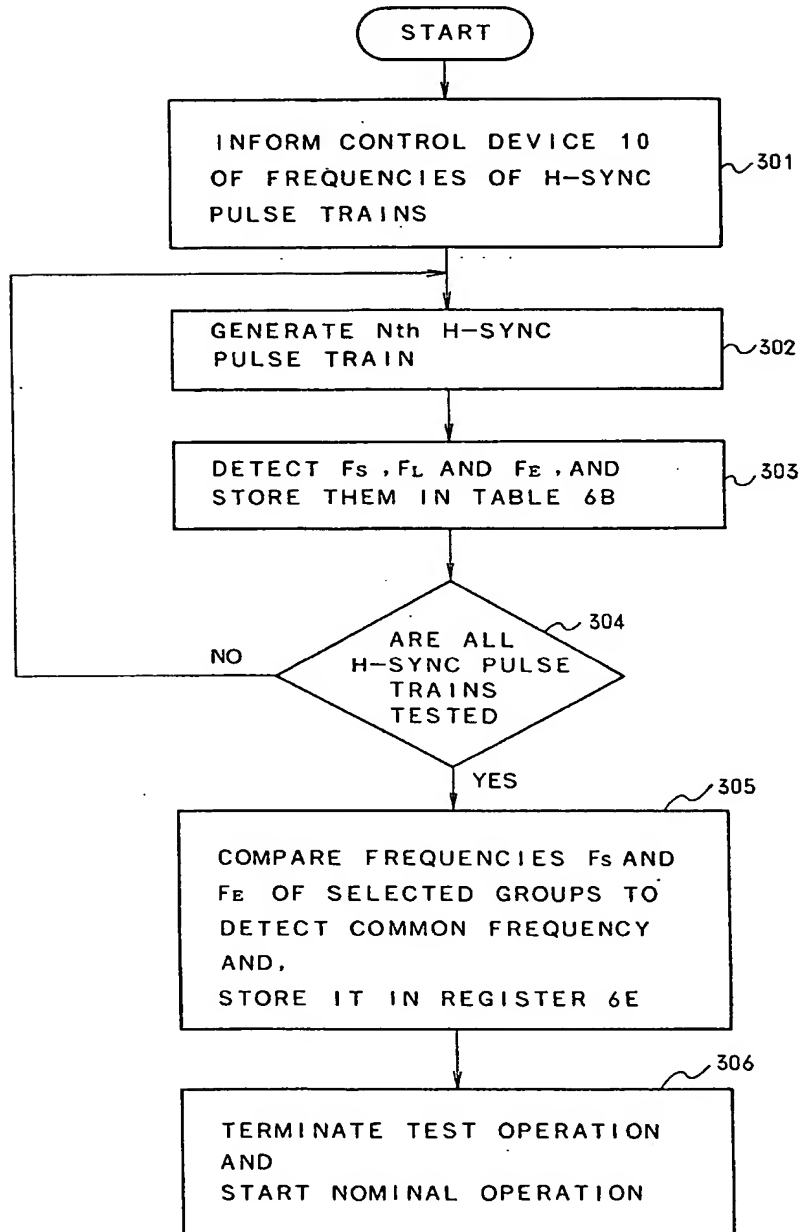 START
INFORM CONTROL DEVICE 10
OF FREQUENCIES OF H-SYNC
PULSE TRAINS
301
GENERATE Nth H-SYNC
PULSE TRAIN
302
DETECT FS, FL AND FE, AND
STORE THEM IN TABLE 6B
303
304
ARE ALL
H-SYNC PULSE
TRAINS
TESTED
NO
YES
305
COMPARE FREQUENCIES FS AND
FE OF SELECTED GROUPS TO
DETECT COMMON FREQUENCY
AND,
STORE IT IN REGISTER 6E
306
TERMINATE TEST OPERATION
AND
START NOMINAL OPERATION